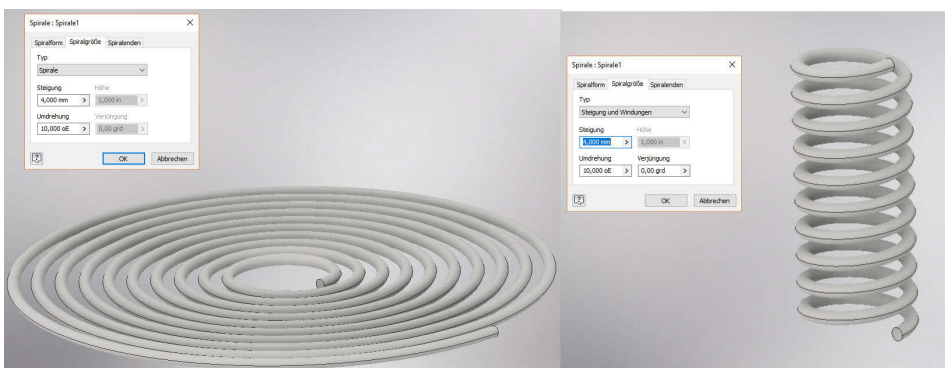 Spirale : Spirale1
Spiralform Spiralgröße Spiralenden
Typ
Spirale
Steigung Höhe
4,000 mm > 1,000 in >
Umdrehung Verjüngung
10,000 oE > 0,00 grd >
? OK Abbrechen
Spirale : Spirale1
Spiralform Spiralgröße Spiralenden
Typ
Steigung und Windungen
Steigung Höhe
4,000 mm > 1,000 in >
Umdrehung Verjüngung
10,000 oE > 0,00 grd >
? OK Abbrechen